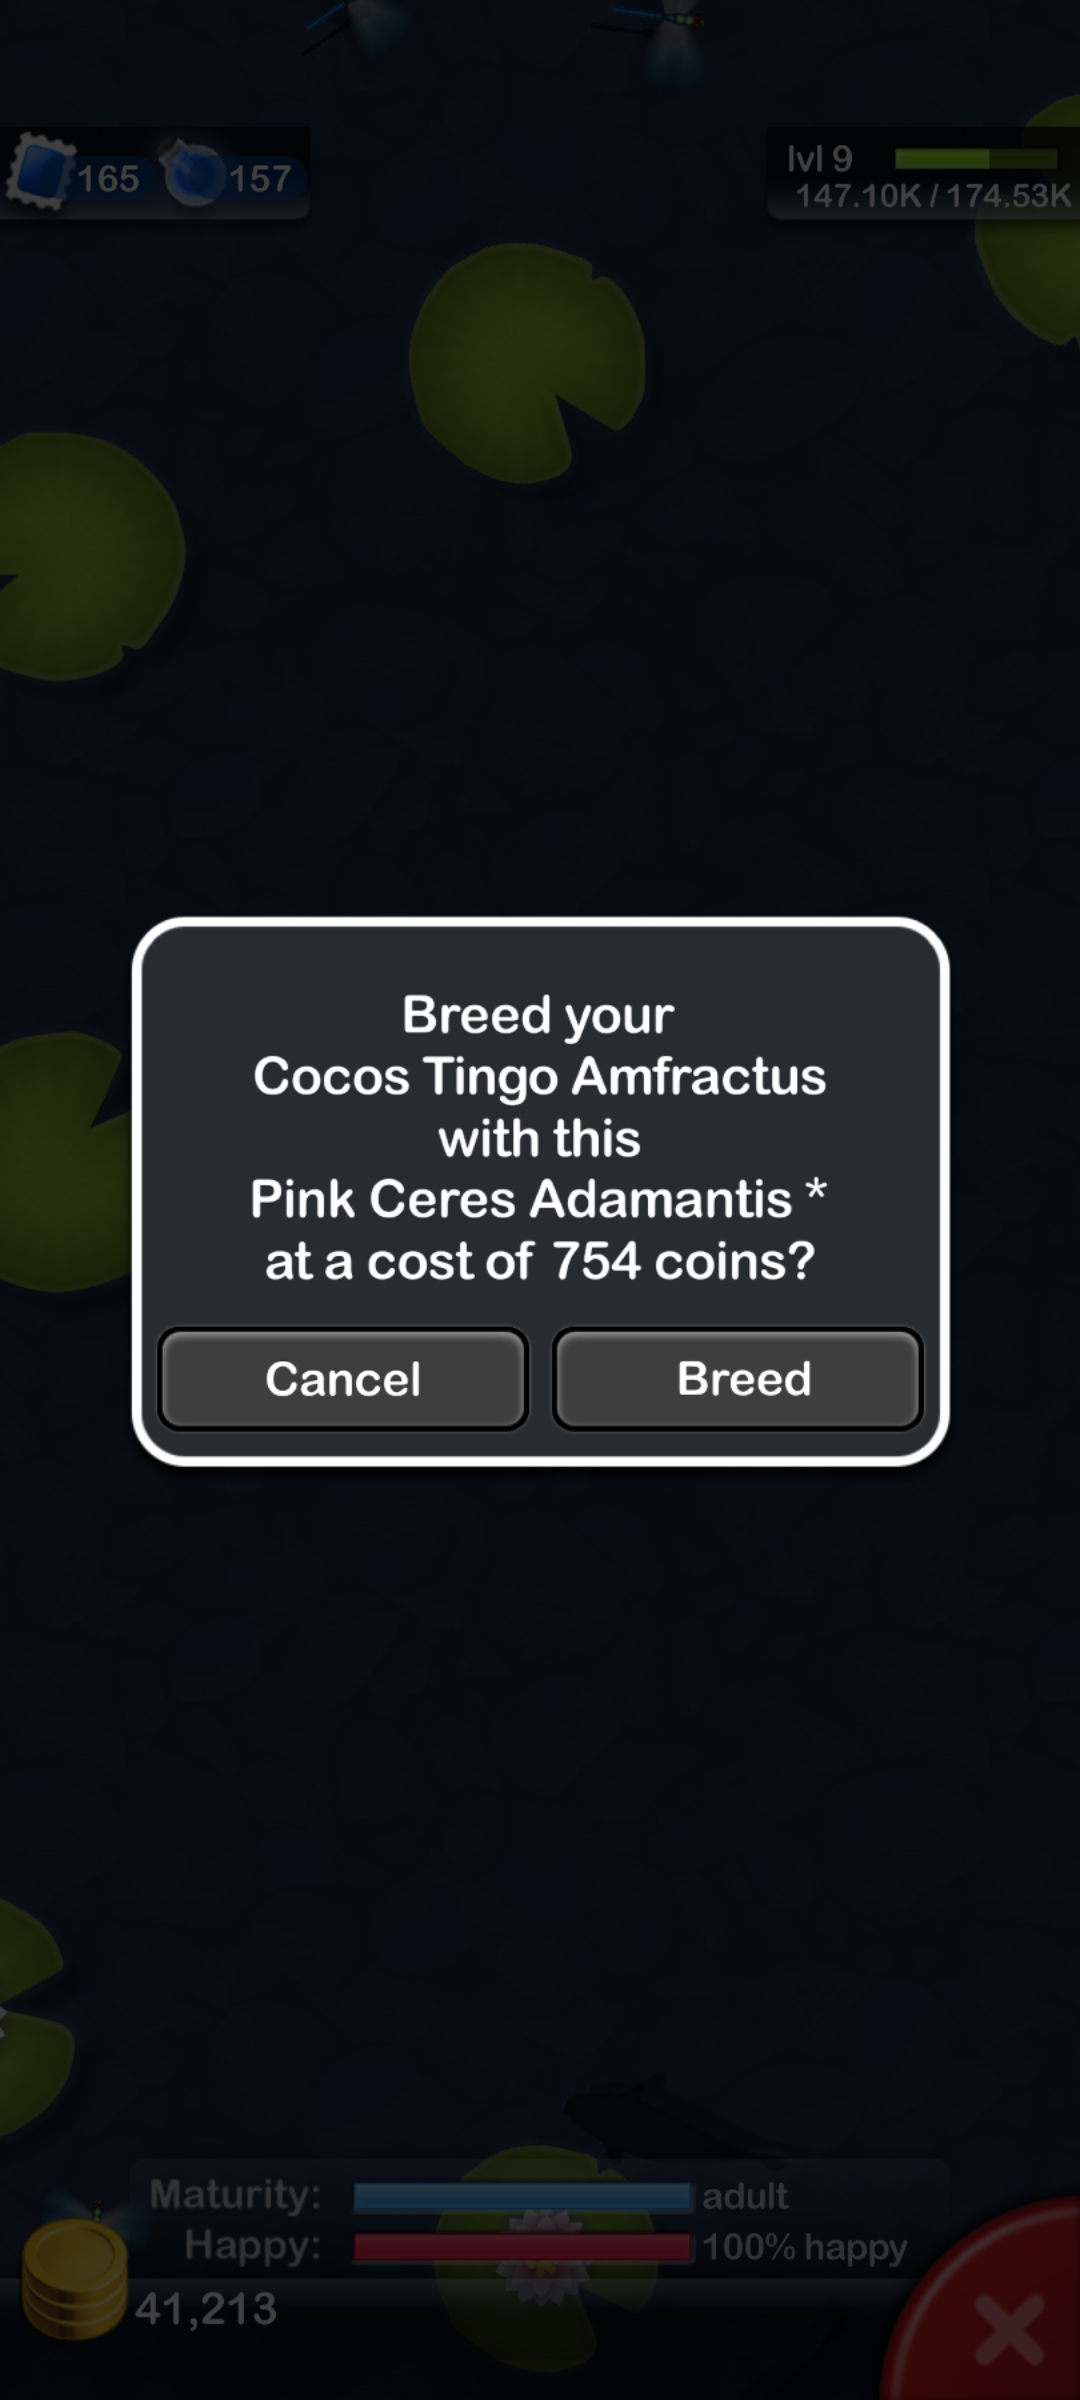 165
157
lvl 9
147.10K / 174.53K
Breed your
Cocos Tingo Amfractus
with this
Pink Ceres Adamantis *
at a cost of 754 coins?
Cancel
Breed
Maturity:
adult
Happy:
100% happy
41,213